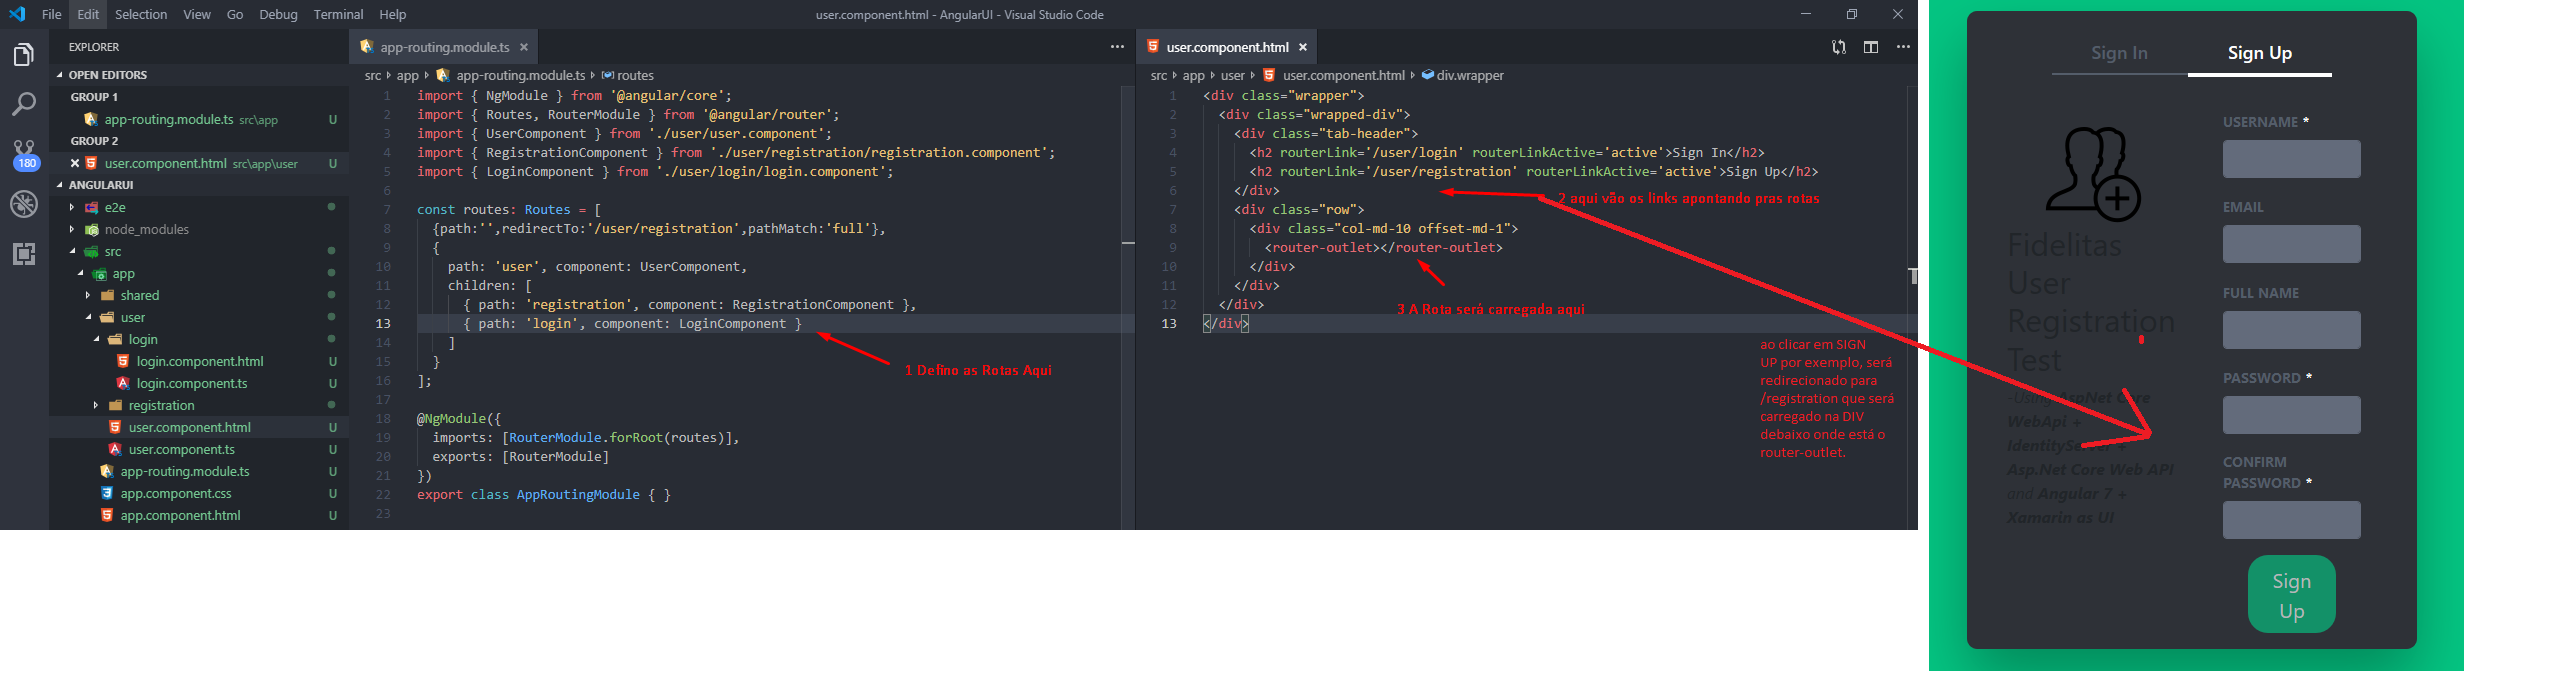 File Edit Selection View Go Debug Terminal Help
user.component.html - AngularUI - Visual Studio Code
EXPLORER
OPEN EDITORS
GROUP 1
app-routing.module.ts src\app U
GROUP 2
user.component.html src\app\user U
180
ANGULARUI
e2e
node_modules
src
app
shared
user
login
login.component.html U
login.component.ts U
registration
user.component.html U
user.component.ts U
app-routing.module.ts U
app.component.css U
app.component.html U
app-routing.module.ts
src app app-routing.module.ts routes
1 import { NgModule } from '@angular/core';
2 import { Routes, RouterModule } from '@angular/router';
3 import { UserComponent } from './user/user.component';
4 import { RegistrationComponent } from './user/registration/registration.component';
5 import { LoginComponent } from './user/login/login.component';
6
7 const routes: Routes = [
8 {path:'',redirectTo:'/user/registration',pathMatch:'full'},
9 {
10 path: 'user', component: UserComponent,
11 children: [
12 { path: 'registration', component: RegistrationComponent },
13 { path: 'login', component: LoginComponent }
14 ]
15 }
16 ];
17
18 @NgModule({
19 imports: [RouterModule.forRoot(routes)],
20 exports: [RouterModule]
21 })
22 export class AppRoutingModule { }
23
1 Defino as Rotas Aqui
user.component.html
src app user user.component.html div.wrapper
1 <div class="wrapper">
2 <div class="wrapped-div">
3 <div class="tab-header">
4 <h2 routerLink='/user/login' routerLinkActive='active'>Sign In</h2>
5 <h2 routerLink='/user/registration' routerLinkActive='active'>Sign Up</h2>
6 </div>
7 <div class="row">
8 <div class="col-md-10 offset-md-1">
9 <router-outlet></router-outlet>
10 </div>
11 </div>
12 </div>
13 </div>
2 aqui vão os links apontando pras rotas
3 A Rota será carregada aqui
ao clicar em SIGN
UP por exemplo, será
redirecionado para
/registration que será
carregado na DIV
debaixo onde está o
router-outlet.
Sign In Sign Up
Fidelitas
User
Registration
Test
-Using AspNet Core
WebApi +
IdentityServer +
Asp.Net Core Web API
and Angular 7 +
Xamarin as UI
USERNAME *
EMAIL
FULL NAME
PASSWORD *
CONFIRM
PASSWORD *
Sign
Up